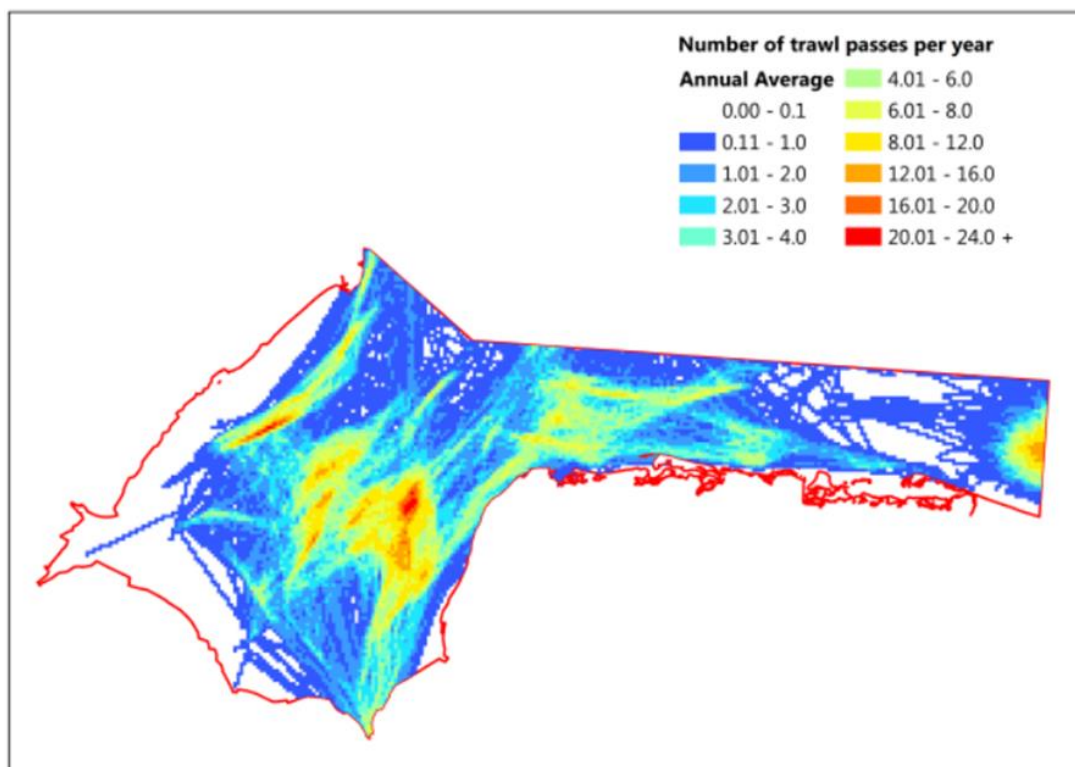 Number of trawl passes per year
Annual Average
0.00 - 0.1
0.11 - 1.0
1.01 - 2.0
2.01 - 3.0
3.01 - 4.0
4.01 - 6.0
6.01 - 8.0
8.01 - 12.0
12.01 - 16.0
16.01 - 20.0
20.01 - 24.0 +